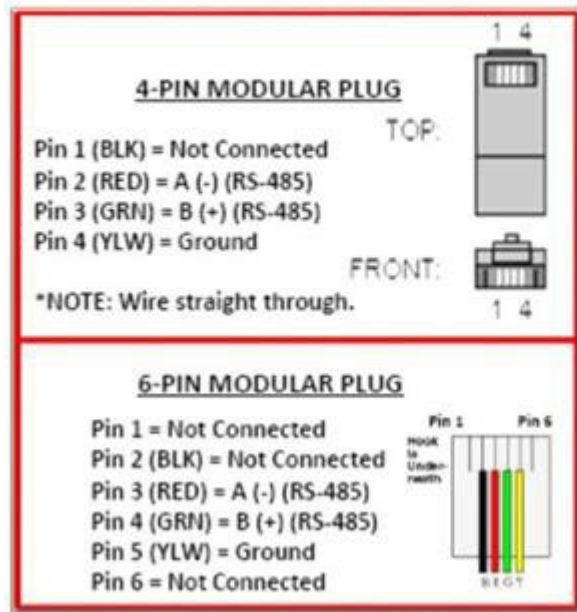 4-PIN MODULAR PLUG
Pin 1 (BLK) = Not Connected
Pin 2 (RED) = A (-) (RS-485)
Pin 3 (GRN) = B (+) (RS-485)
Pin 4 (YLW) = Ground
*NOTE: Wire straight through.
1 4
TOP:
FRONT:
1 4
6-PIN MODULAR PLUG
Pin 1 = Not Connected
Pin 2 (BLK) = Not Connected
Pin 3 (RED) = A (-) (RS-485)
Pin 4 (GRN) = B (+) (RS-485)
Pin 5 (YLW) = Ground
Pin 6 = Not Connected
Pin 1 Pin 6
Hook
is
Under-
neath